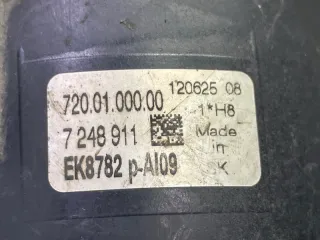 120625 08
720.01.000.00
1*H8
7 248 911
Made
in
EK8782 p-AI09
K